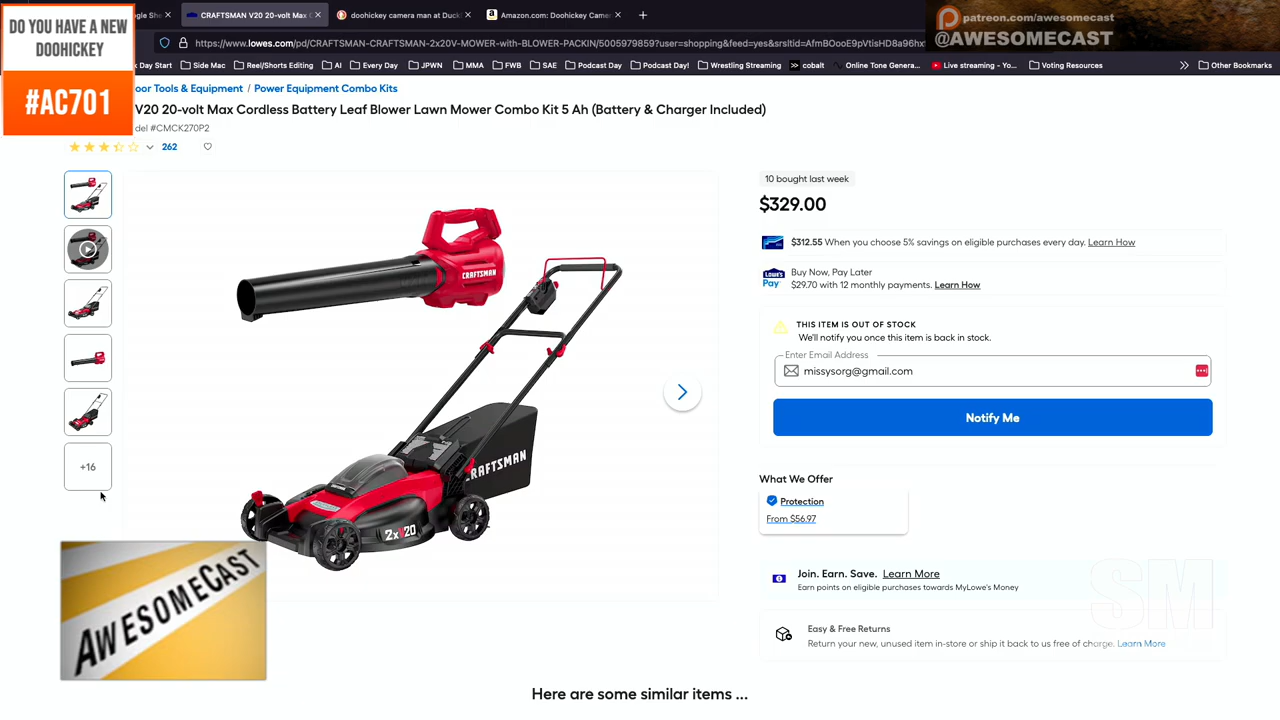 DO YOU HAVE A NEW
DOOHICKEY
#AC701
gle She
CRAFTSMAN V20 20-volt Max Cor
doohickey camera man at Duck
Amazon.com: Doohickey Came
patreon.com/awesomecast
@AWESOMECAST
https://www.lowes.com/pd/CRAFTSMAN-CRAFTSMAN-2x20V-MOWER-with-BLOWER-PACKIN/5005979859?user=shopping&feed=yes&srsltid=AfmBOooE9pVtisHD8a96hx
Day Start
Side Mac
Reel/Shorts Editing
AI
Every Day
JPWN
MMA
FWB
SAE
Podcast Day
Podcast Day!
Wrestling Streaming
cobalt
Online Tone Genera...
Live streaming - Yo...
Voting Resources
Other Bookmarks
oor Tools & Equipment / Power Equipment Combo Kits
V20 20-volt Max Cordless Battery Leaf Blower Lawn Mower Combo Kit 5 Ah (Battery & Charger Included)
del #CMCK270P2
262
10 bought last week
$329.00
$312.55 When you choose 5% savings on eligible purchases every day. Learn How
LOWE'S Pay
Buy Now, Pay Later
$29.70 with 12 monthly payments. Learn How
THIS ITEM IS OUT OF STOCK
We'll notify you once this item is back in stock.
Enter Email Address
missysorg@gmail.com
Notify Me
CRAFTSMAN
CRAFTSMAN
2xV20
+16
What We Offer
Protection
From $56.97
Join. Earn. Save. Learn More
Earn points on eligible purchases towards MyLowe's Money
Easy & Free Returns
Return your new, unused item in-store or ship it back to us free of charge. Learn More
SM
AWESOMECAST
Here are some similar items ...